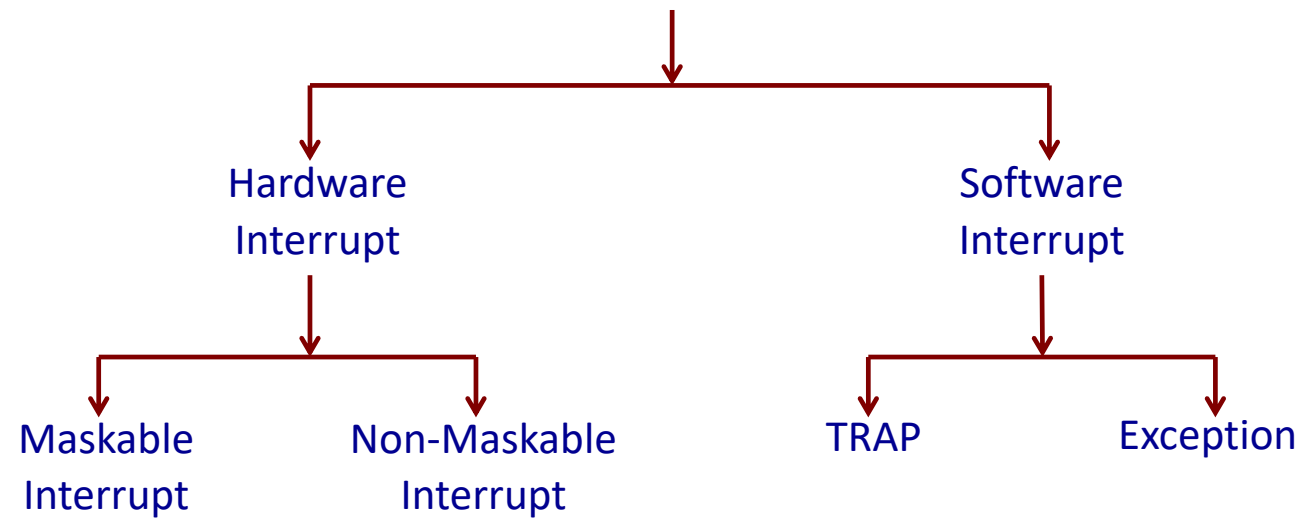 Hardware
Interrupt
Software
Interrupt
Maskable
Interrupt
Non-Maskable
Interrupt
TRAP
Exception